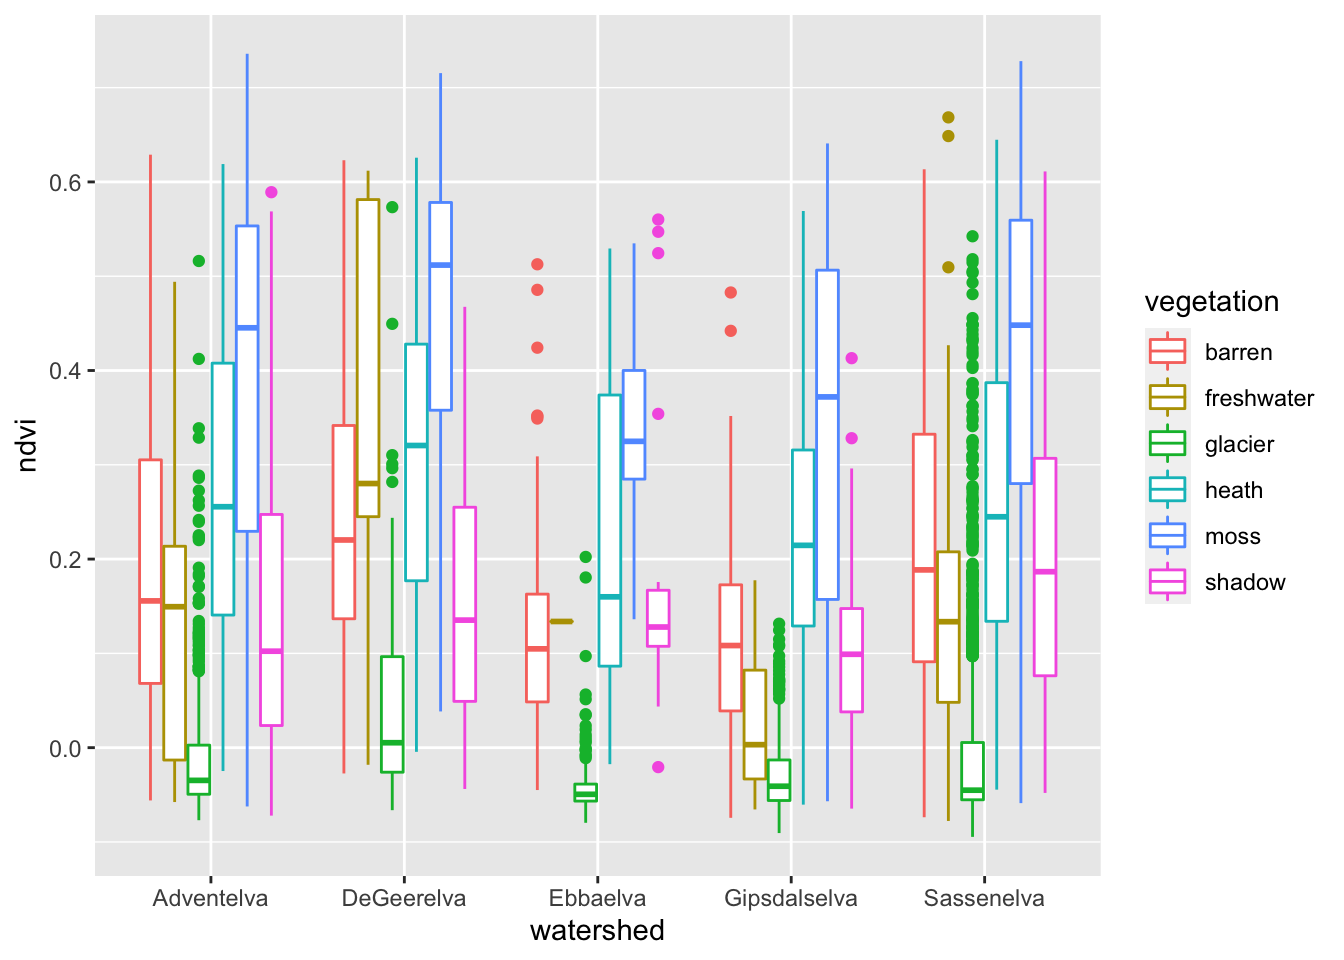 ndvi
0.6
0.4
0.2
0.0
Adventelva DeGeerelva Ebbaelva Gipsdalselva Sassenelva
watershed
vegetation
barren
freshwater
glacier
heath
moss
shadow